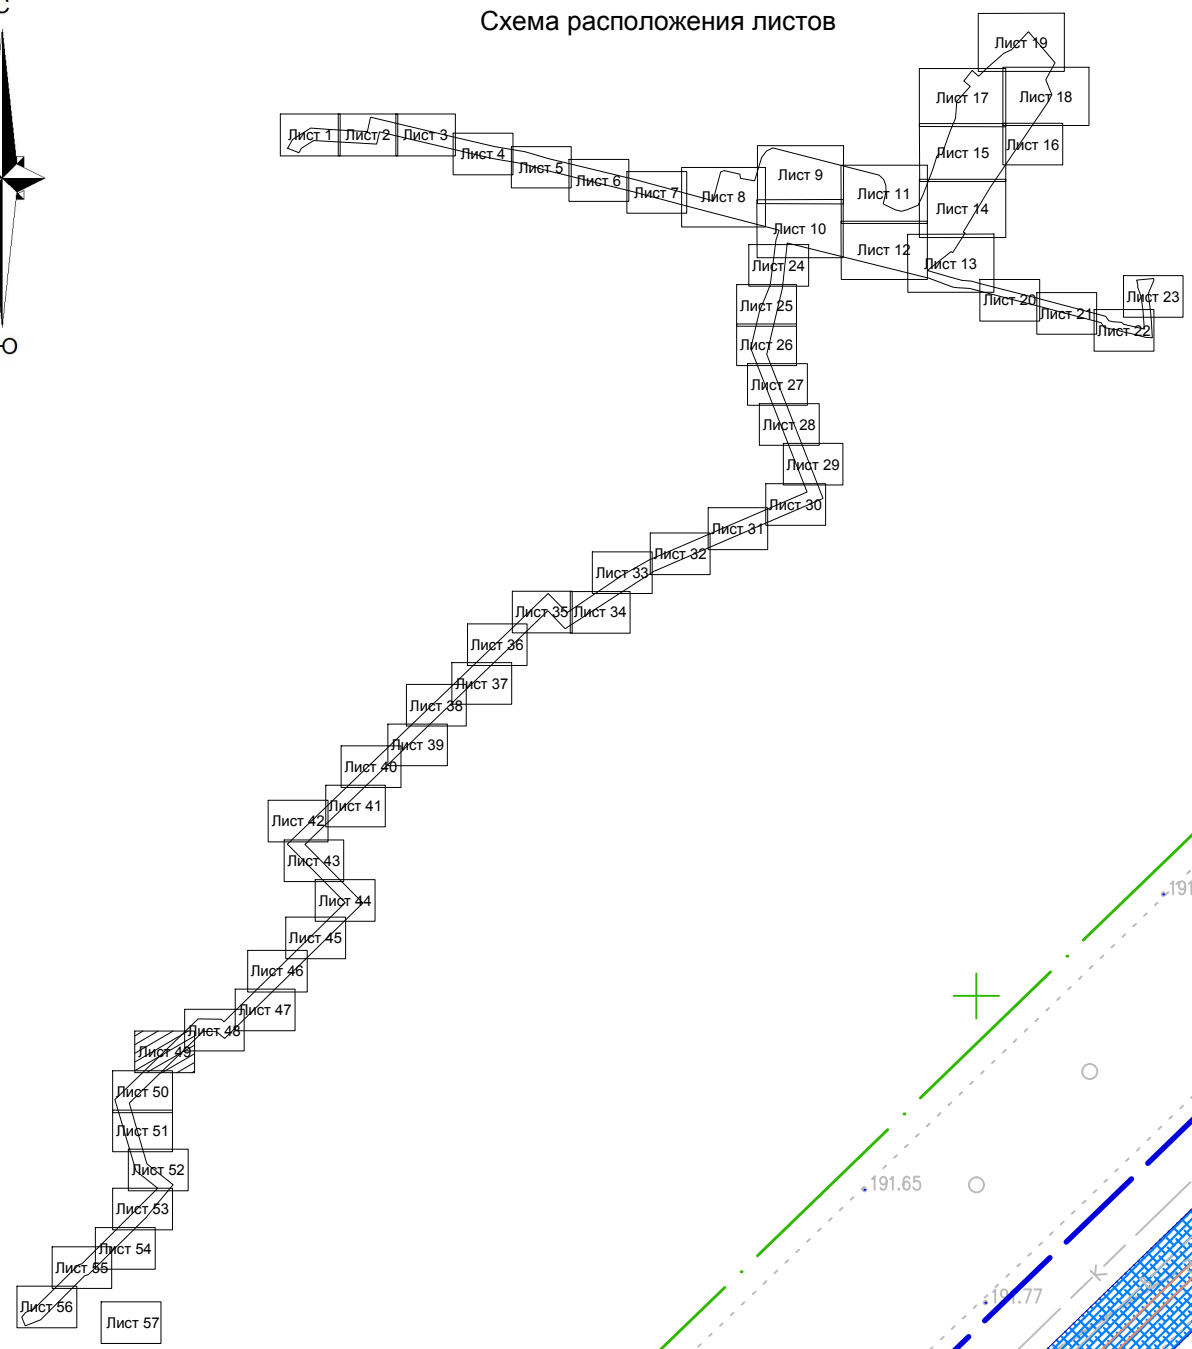 С
Схема расположения листов
Ю
Лист 1
Лист 2
Лист 3
Лист 4
Лист 5
Лист 6
Лист 7
Лист 8
Лист 9
Лист 10
Лист 11
Лист 12
Лист 13
Лист 14
Лист 15
Лист 16
Лист 17
Лист 18
Лист 19
Лист 20
Лист 21
Лист 22
Лист 23
Лист 24
Лист 25
Лист 26
Лист 27
Лист 28
Лист 29
Лист 30
Лист 31
Лист 32
Лист 33
Лист 34
Лист 35
Лист 36
Лист 37
Лист 38
Лист 39
Лист 40
Лист 41
Лист 42
Лист 43
Лист 44
Лист 45
Лист 46
Лист 47
Лист 48
Лист 49
Лист 50
Лист 51
Лист 52
Лист 53
Лист 54
Лист 55
Лист 56
Лист 57
191
191.65
191.77
К